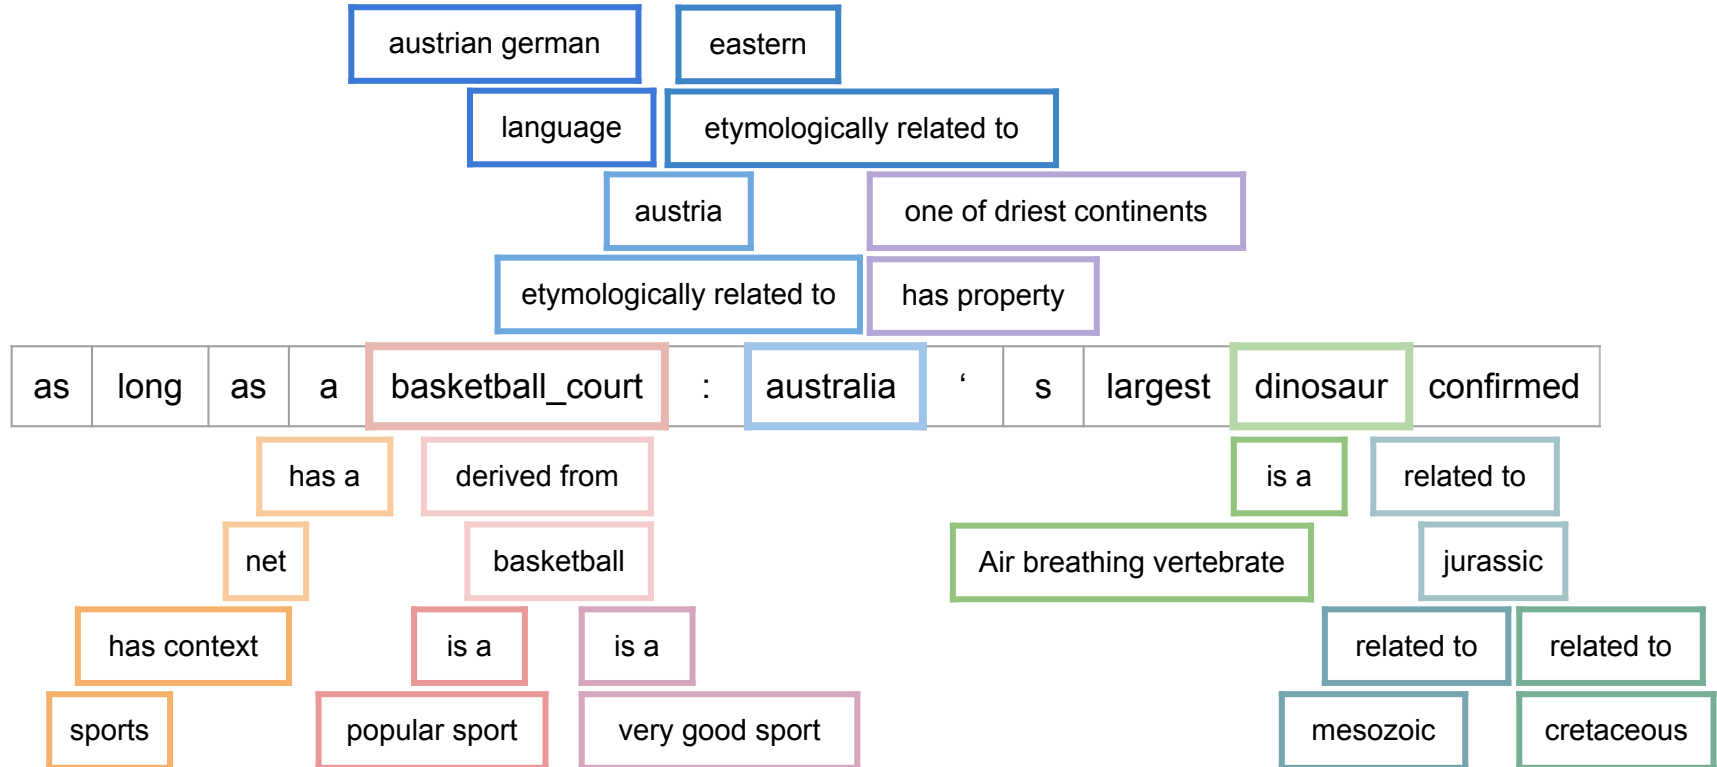 austrian german eastern
language etymologically related to
austria one of driest continents
etymologically related to has property
as long as a basketball_court : australia ‘ s largest dinosaur confirmed
has a derived from is a related to
net basketball Air breathing vertebrate jurassic
has context is a is a related to related to
sports popular sport very good sport mesozoic cretaceous